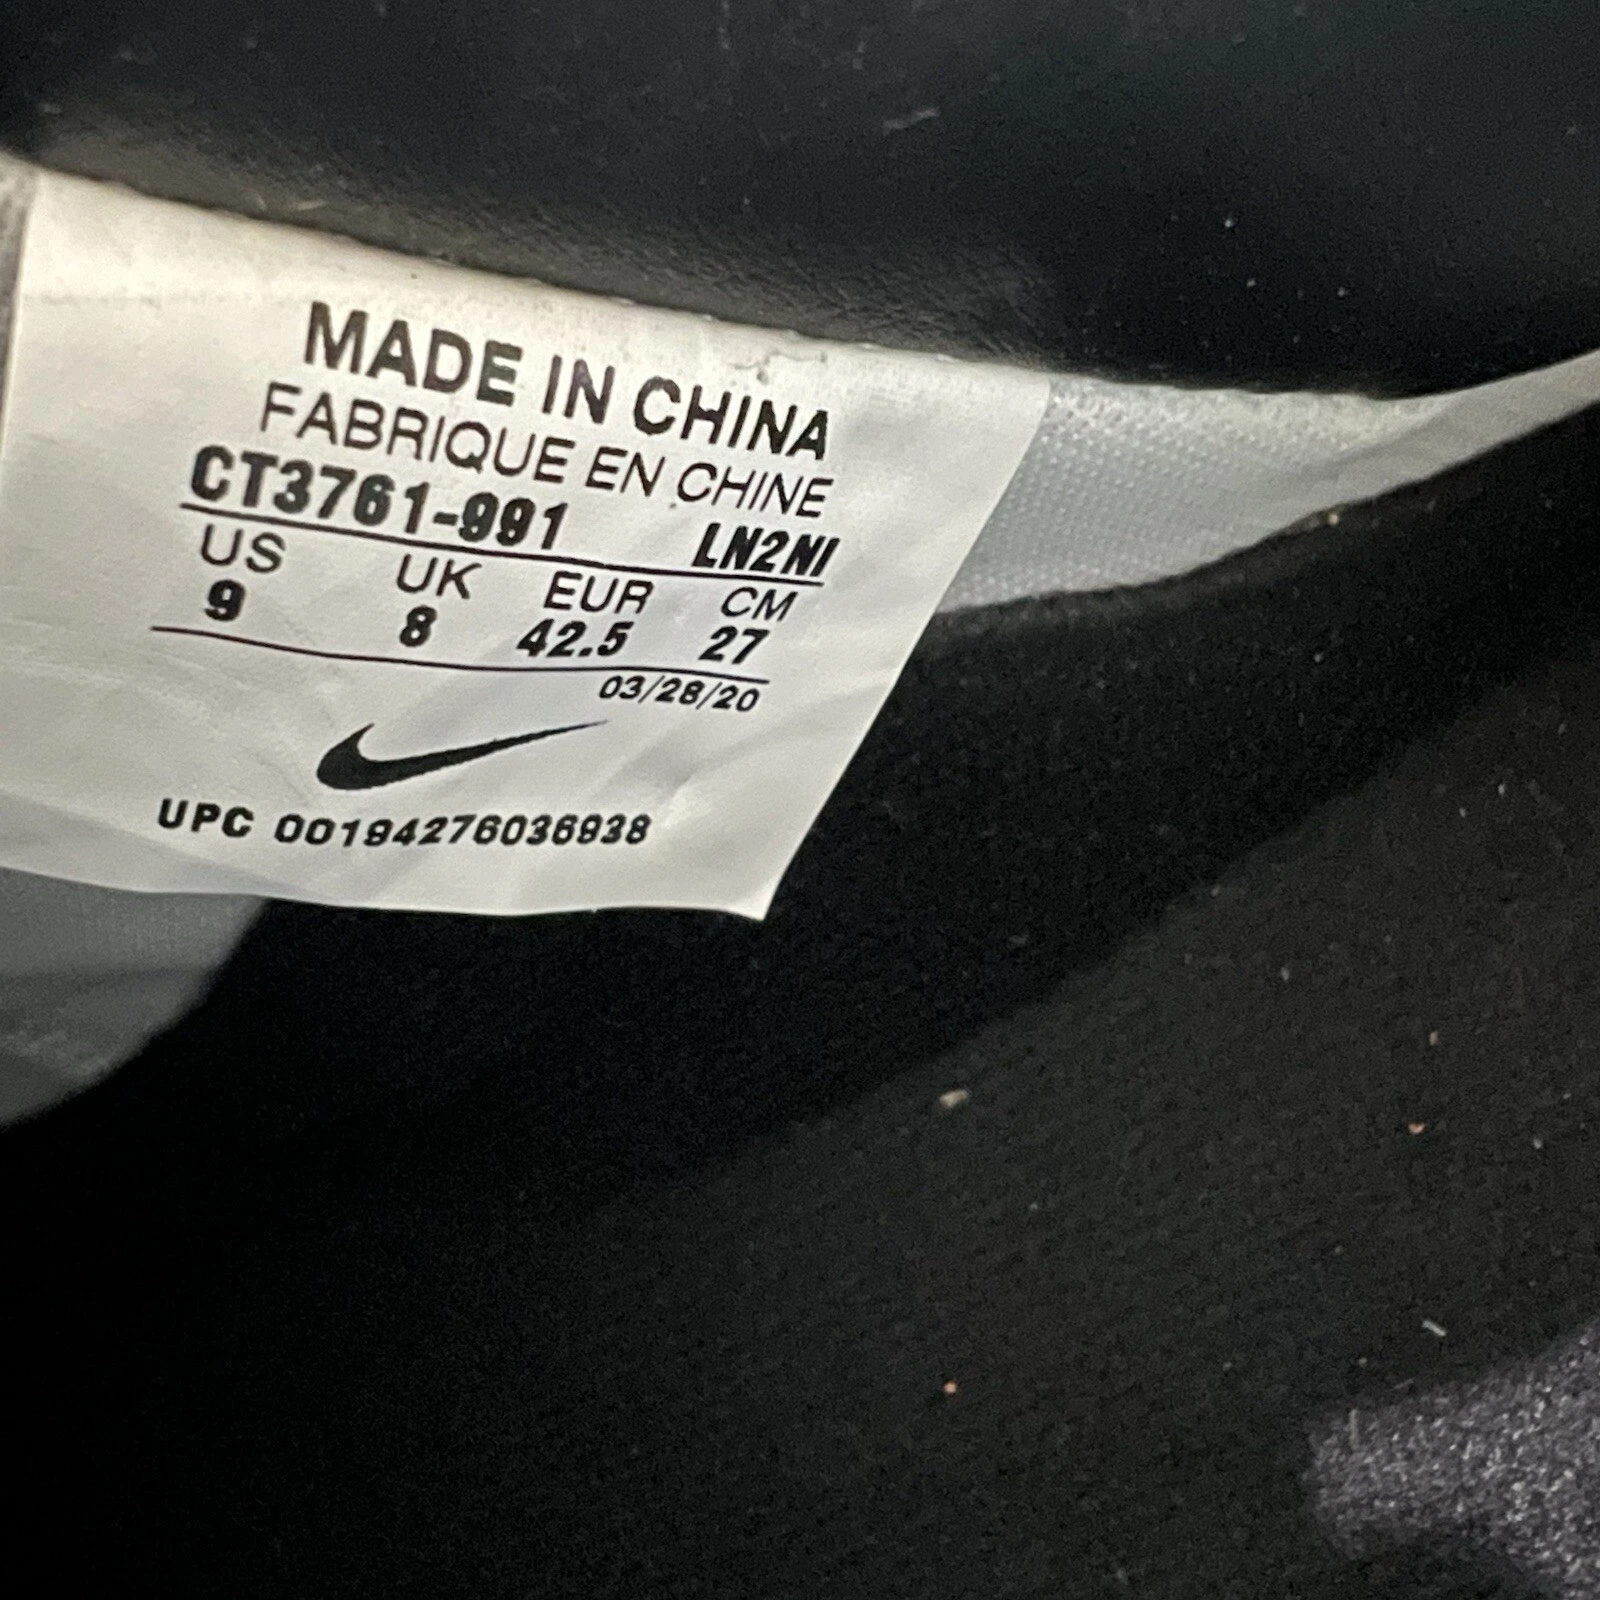 MADE IN CHINA
FABRIQUE EN CHINE
CT3761-991 LN2NI
US UK EUR CM
9 8 42.5 27
03/28/20
UPC 00194276036938